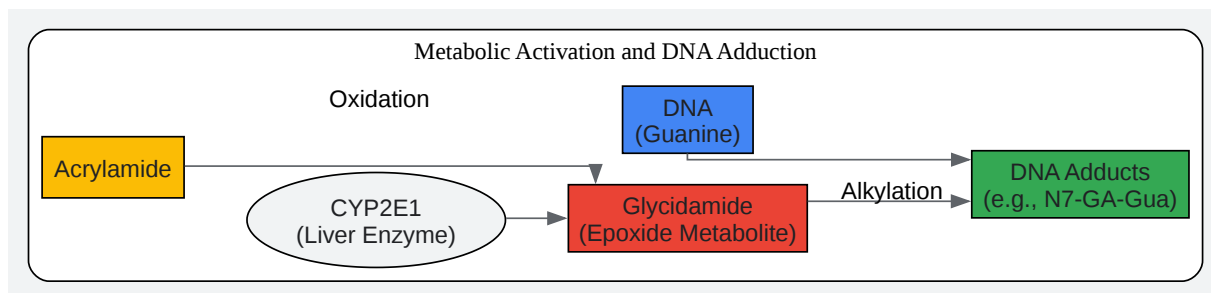 Metabolic Activation and DNA Adduction
Oxidation
DNA
(Guanine)
Acrylamide
CYP2E1
(Liver Enzyme)
Glycidamide
(Epoxide Metabolite)
Alkylation
DNA Adducts
(e.g., N7-GA-Gua)